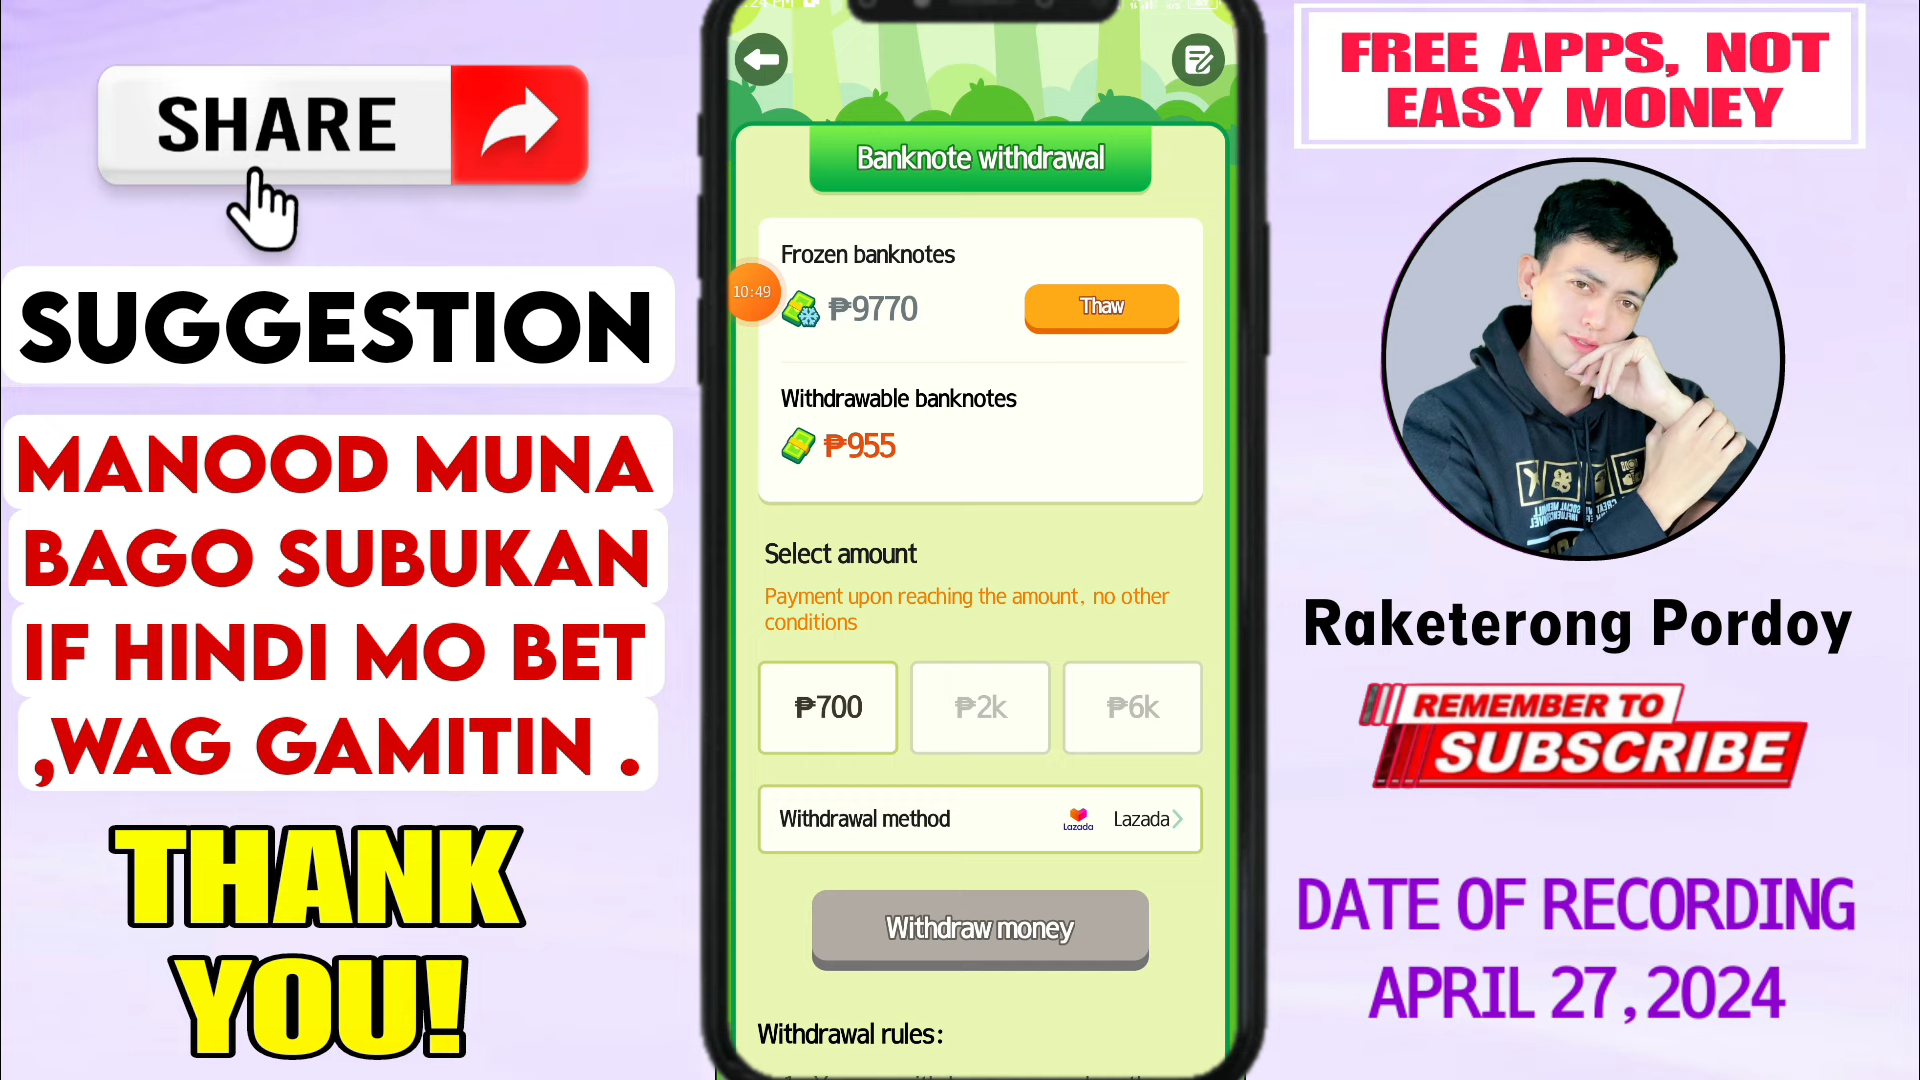 SHARE
SUGGESTION
MANOOD MUNA
BAGO SUBUKAN
IF HINDI MO BET
,WAG GAMITIN .
THANK
YOU!
Banknote withdrawal
Frozen banknotes
10:49
₱9770
Thaw
Withdrawable banknotes
₱955
Select amount
Payment upon reaching the amount, no other
conditions
₱700
₱2k
₱6k
Withdrawal method
Lazada
Lazada
Withdraw money
Withdrawal rules:
FREE APPS, NOT
EASY MONEY
Raketerong Pordoy
REMEMBER TO
SUBSCRIBE
DATE OF RECORDING
APRIL 27,2024